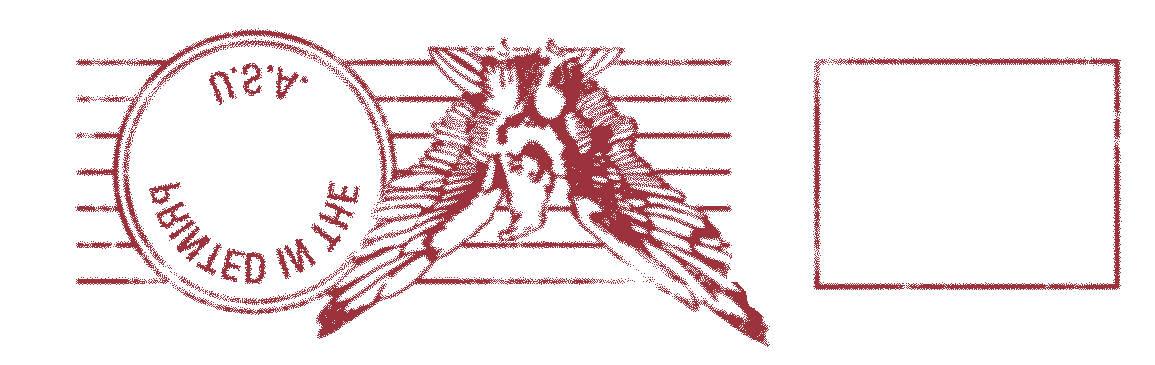 PRINTED IN THE
U.S.A.